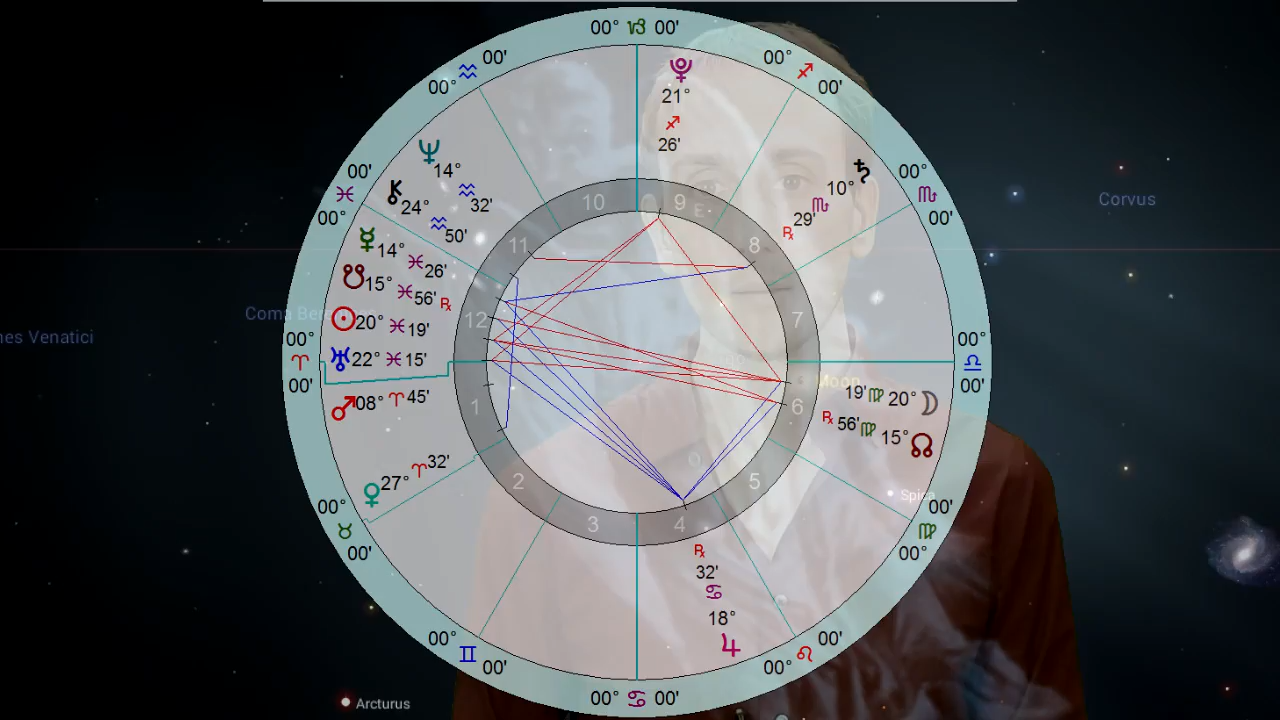 00° ♑ 00'
00° ♐ 00'
00' ♒ 00°
♇
21°
♐
26'
♄
10°
♏
29'
℞
♆
14°
♒
32'
⚷
24°
♒
50'
00' ♓ 00°
00° ♏ 00'
Corvus
10
9
8
11
☿ 14° ♓ 26'
☋ 15° ♓ 56' ℞
☉ 20° ♓ 19'
♅ 22° ♓ 15'
12
7
Coma Be
nes Venatici
00° ♈ 00'
00° ♎ 00'
Moon
♂ 08° ♈ 45'
1
6
19' ♍ 20° ☽
℞ 56' ♍ 15° ☊
♀ 27° ♈ 32'
2
5
3
4
Spica
00° ♉ 00'
00' ♍ 00°
℞
32'
♋
18°
♃
00° ♊ 00'
00' ♌ 00°
00° ♋ 00'
Arcturus